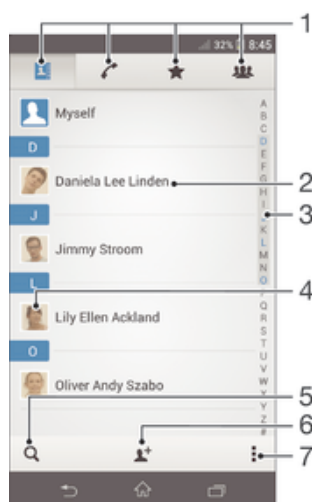 1
32% 8:45
Myself
D
Daniela Lee Linden
2
3
J
Jimmy Stroom
L
4
Lily Ellen Ackland
O
Oliver Andy Szabo
A
B
C
D
E
F
G
H
I
K
L
M
N
O
Q
R
S
T
U
V
W
X
Y
Z
#
5
6
7